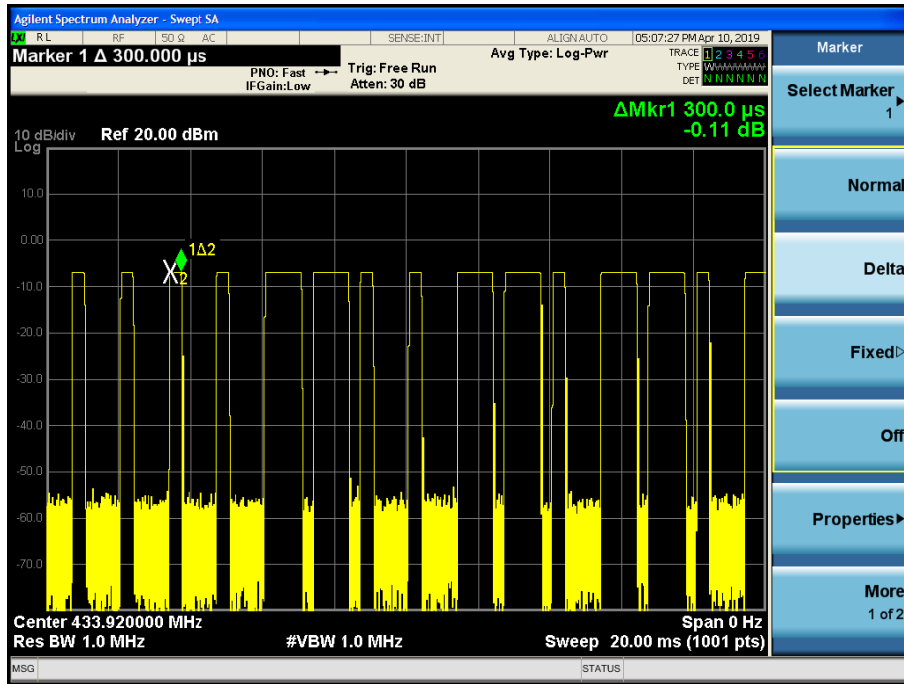 Agilent Spectrum Analyzer - Swept SA
LXI RL RF 50 Ω AC SENSE:INT ALIGN AUTO 05:07:27 PM Apr 10, 2019
Marker 1 Δ 300.000 µs
PNO: Fast
IFGain:Low
Trig: Free Run
Atten: 30 dB
Avg Type: Log-Pwr
TRACE 1 2 3 4 5 6
TYPE WWWWWW
DET N N N N N N
ΔMkr1 300.0 µs
-0.11 dB
10 dB/div Ref 20.00 dBm
Log
10.0
0.00
-10.0
-20.0
-30.0
-40.0
-50.0
-60.0
-70.0
1Δ2
X2
Center 433.920000 MHz Span 0 Hz
Res BW 1.0 MHz #VBW 1.0 MHz Sweep 20.00 ms (1001 pts)
MSG STATUS
Marker
Select Marker
1
Normal
Delta
Fixed
Off
Properties
More
1 of 2